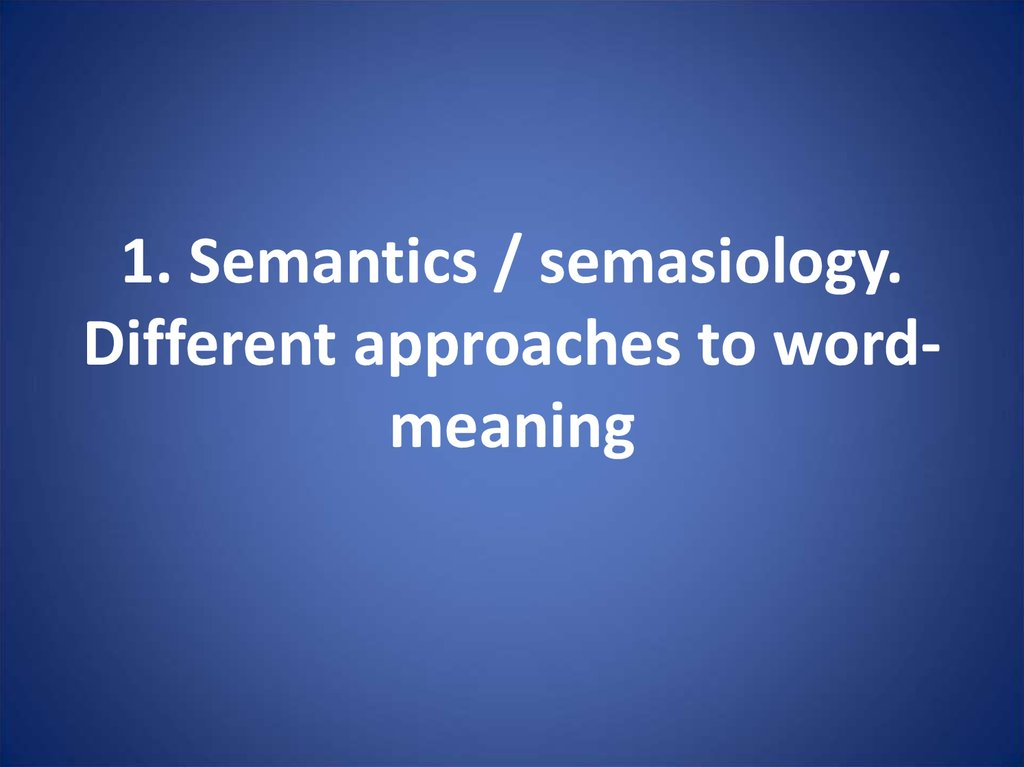 1. Semantics / semasiology.
Different approaches to word-
meaning